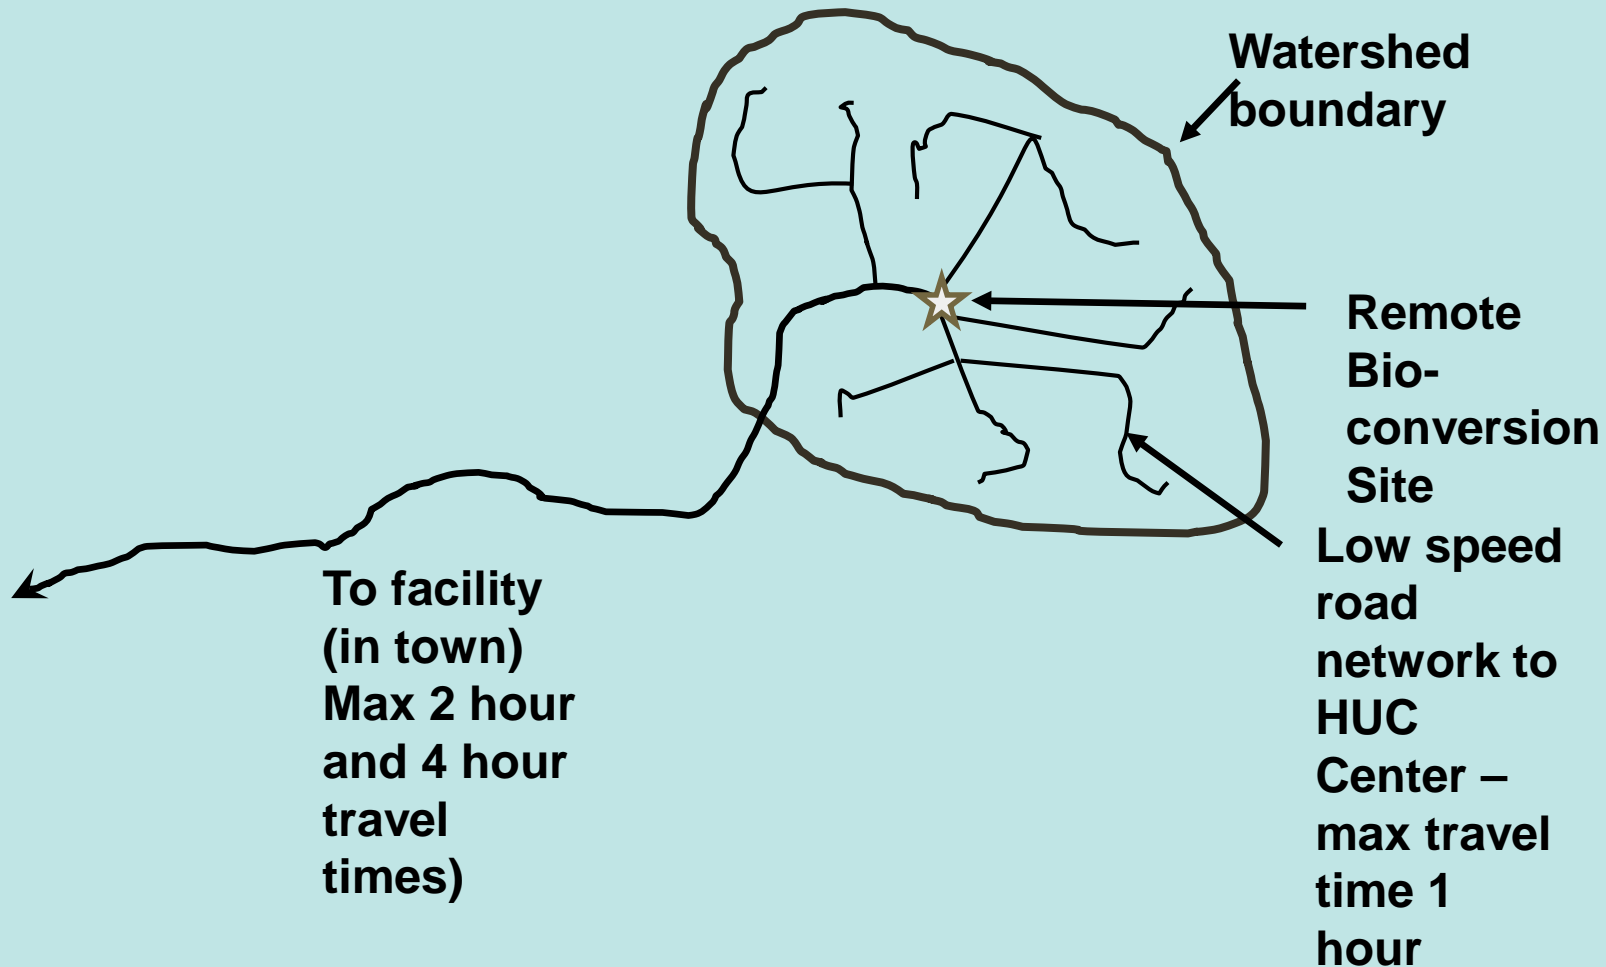 Watershed
boundary
Remote
Bio-
conversion
Site
Low speed
road
network to
HUC
Center –
max travel
time 1
hour
To facility
(in town)
Max 2 hour
and 4 hour
travel
times)